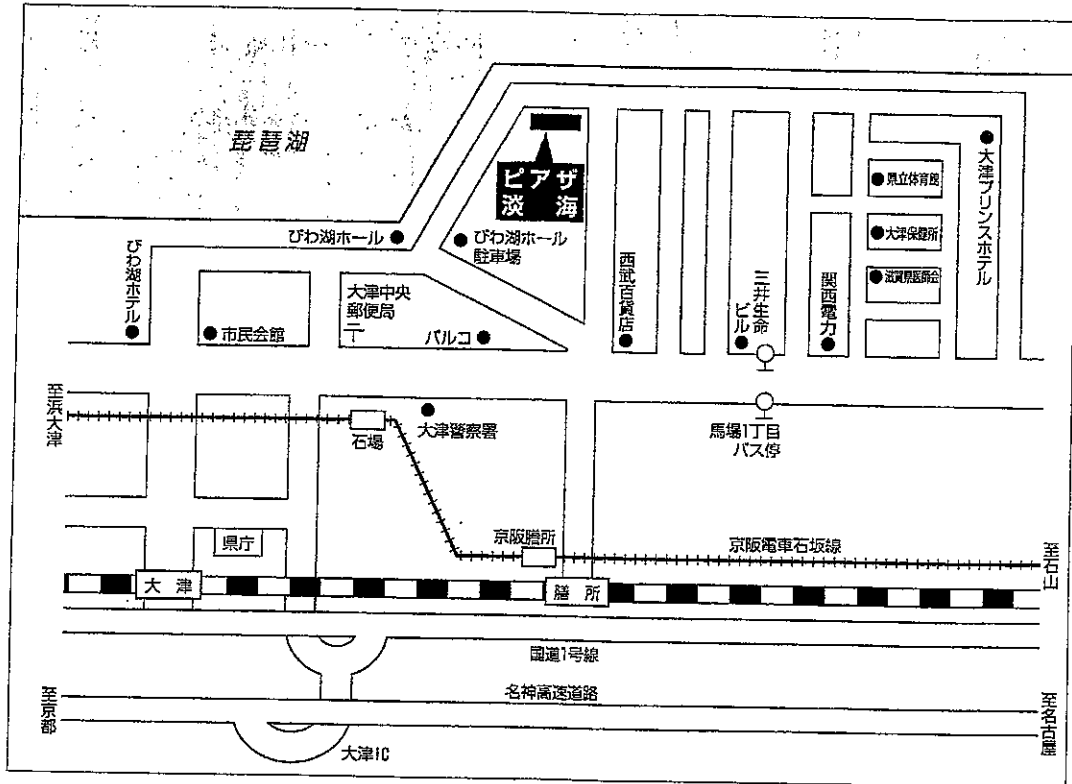 琵琶湖
ピアザ
淡海
びわ湖ホール
びわ湖ホール
駐車場
びわ湖ホテル
市民会館
大津中央
郵便局
〒
パルコ
西武百貨店
三井生命
ビル
関西電力
県立体育館
大津保健所
滋賀県医師会
大津プリンスホテル
至浜大津
石場
大津警察署
馬場1丁目
バス停
県庁
京阪膳所
京阪電車石坂線
至石山
大津
膳所
国道1号線
名神高速道路
至京都
至名古屋
大津IC